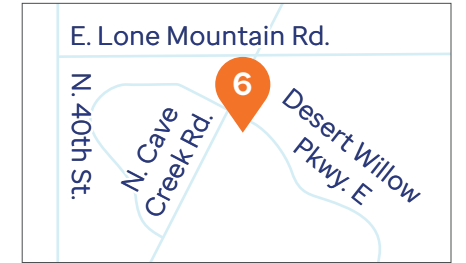 E. Lone Mountain Rd.
6
N. 40th St.
N. Cave
Creek Rd.
Desert Willow
Pkwy. E